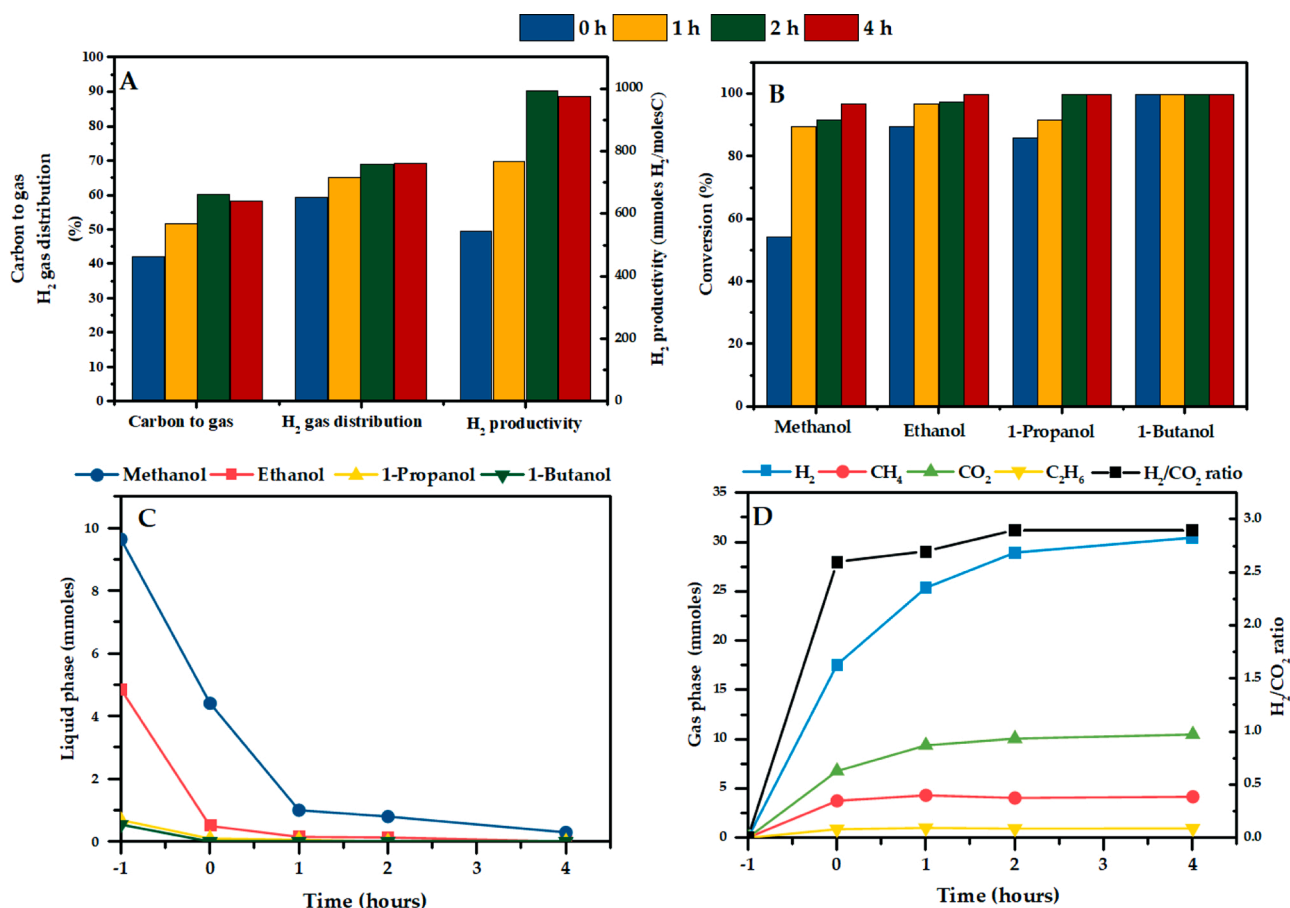 0 h 1 h 2 h 4 h
A
Carbon to gas
H₂ gas distribution
(%)
100
90
80
70
60
50
40
30
20
10
0
1000
800
600
400
200
0
H₂ productivity (mmoles H₂/molesC)
Carbon to gas H₂ gas distribution H₂ productivity
B
Conversion (%)
100
80
60
40
20
0
Methanol Ethanol 1-Propanol 1-Butanol
Methanol Ethanol 1-Propanol 1-Butanol
C
Liquid phase (mmoles)
10
8
6
4
2
0
-1 0 1 2 3 4
Time (hours)
H₂ CH₄ CO₂ C₂H₆ H₂/CO₂ ratio
D
Gas phase (mmoles)
35
30
25
20
15
10
5
0
3.0
2.5
2.0
1.5
1.0
0.5
0.0
H₂/CO₂ ratio
-1 0 1 2 3 4
Time (hours)